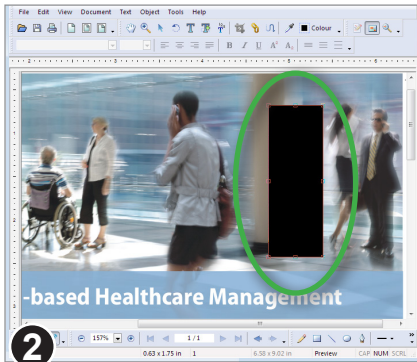 File Edit View Document Text Object Tools Help
Colour
-based Healthcare Management
2
157% 1 / 1
0.63 x 1.75 in 1 6.58 x 9.02 in Preview CAP NUM SCRL